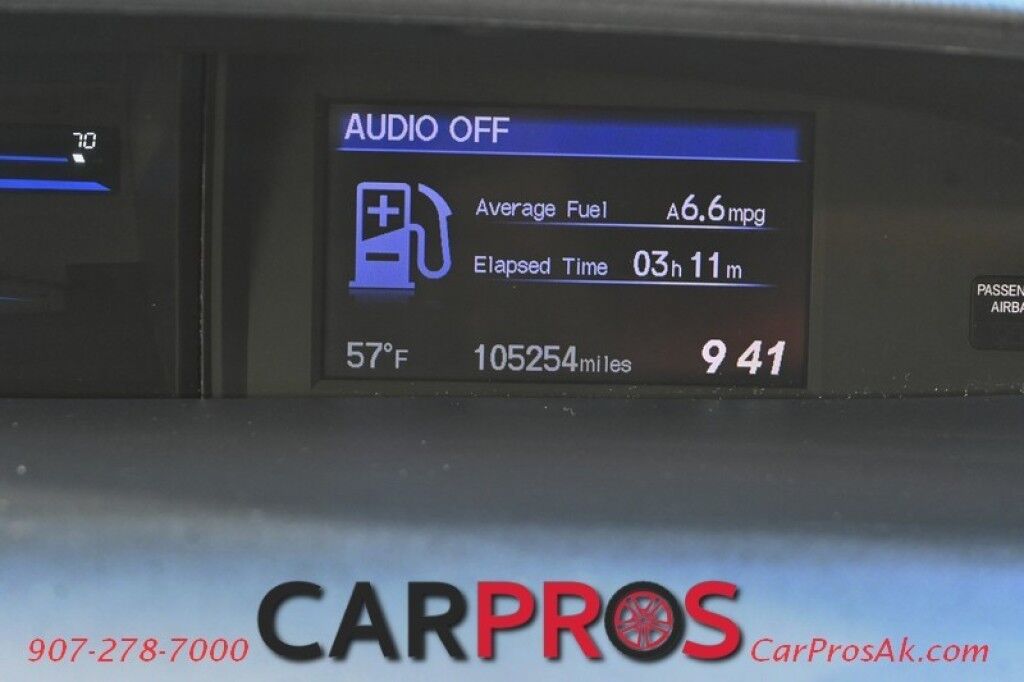 70
AUDIO OFF
Average Fuel A6.6mpg
Elapsed Time 03h 11m
57°F 105254miles 9 41
AIRBA
907-278-7000 CARPROS CarProsAk.com